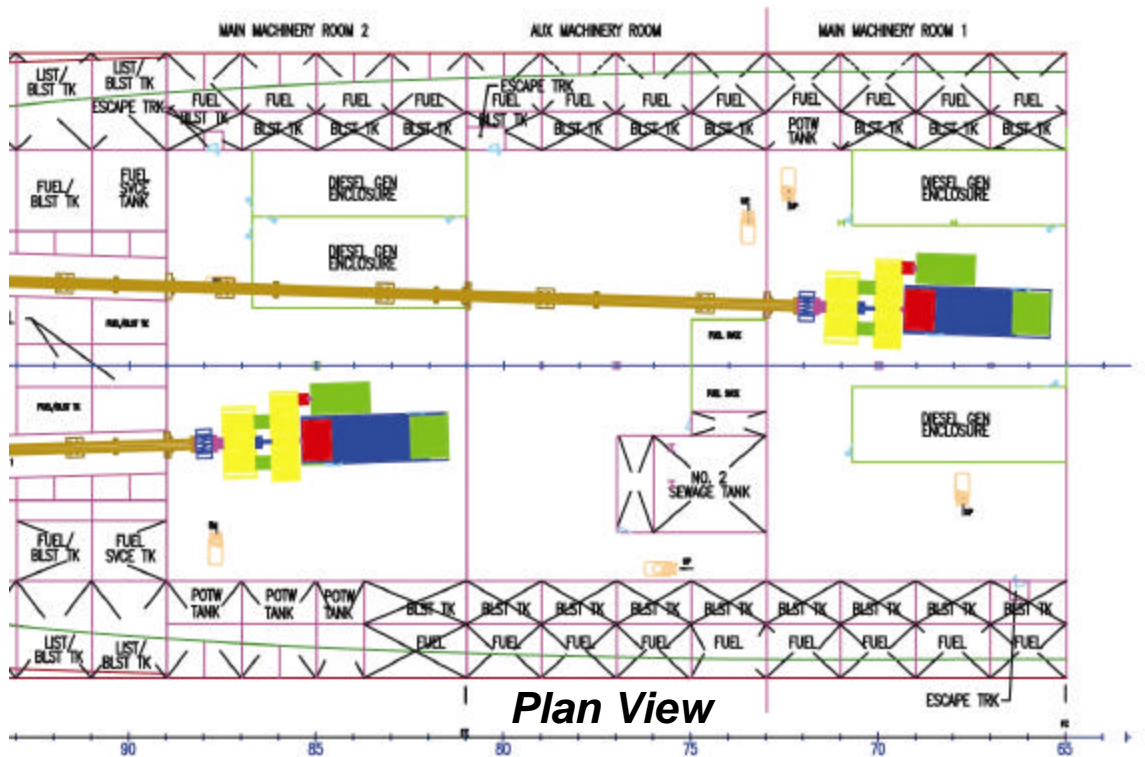 MAIN MACHINERY ROOM 2
AUX MACHINERY ROOM
MAIN MACHINERY ROOM 1
LIST/
BLST TK
LIST/
BLST TK
ESCAPE TRK
ESCAPE TRK
FUEL
FUEL
FUEL
FUEL
FUEL
FUEL
FUEL
FUEL
FUEL
FUEL
FUEL
BLST TK
BLST TK
BLST TK
BLST TK
BLST TK
BLST TK
BLST TK
BLST TK
POTW
TANK
BLST TK
BLST TK
FUEL/
BLST TK
FUEL
SVCE
TANK
DIESEL GEN
ENCLOSURE
DIESEL GEN
ENCLOSURE
DIESEL GEN
ENCLOSURE
FUEL/BLST TK
FUEL/BLST TK
DIESEL GEN
ENCLOSURE
NO. 2
SEWAGE TANK
FUEL/
BLST TK
FUEL
SVCE TK
POTW
TANK
POTW
TANK
POTW
TANK
BLST TK
BLST TK
BLST TK
BLST TK
BLST TK
BLST TK
BLST TK
BLST TK
LIST/
BLST TK
LIST/
BLST TK
FUEL
FUEL
FUEL
FUEL
FUEL
FUEL
FUEL
FUEL
ESCAPE TRK
Plan View
90
85
80
75
70
65